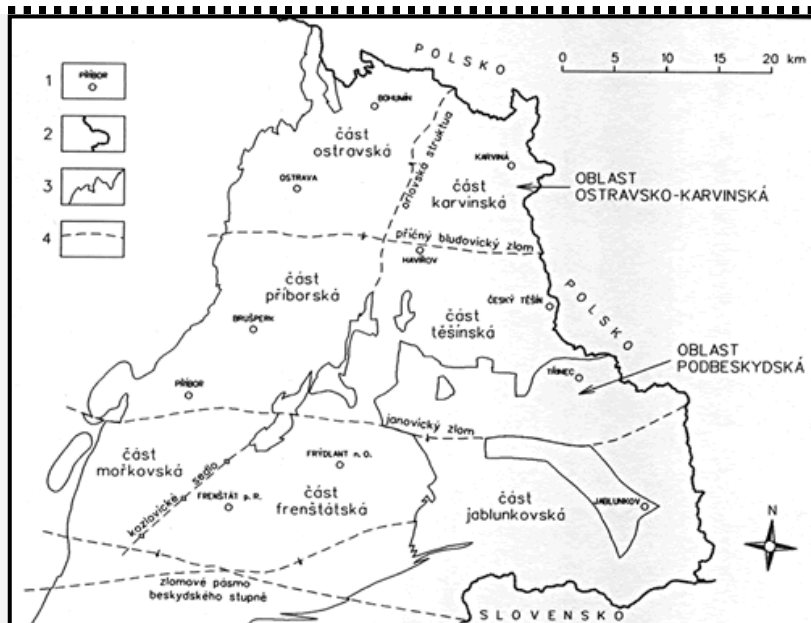 POLSKO
0 5 10 15 20 km
1 PŘÍBOR
2
3
4
BOHUMÍN
část
ostravská
OSTRAVA
orlovská struktua
KARVINÁ
část
karvinská
OBLAST
OSTRAVSKO-KARVINSKÁ
příčný bludovický zlom
HAVÍŘOV
část
příborská
BRUŠPERK
ČESKÝ TĚŠÍN
část
těšínská
POLSKO
OBLAST
PODBESKYDSKÁ
TŘINEC
PŘÍBOR
janovický zlom
část
mořkovská
kozlovické sedlo
FRÝDLANT n. O.
FRENŠTÁT p. R.
část
frenštátská
část
jablunkovská
JABLUNKOV
N
zlomové pásmo
beskydského stupně
SLOVENSKO